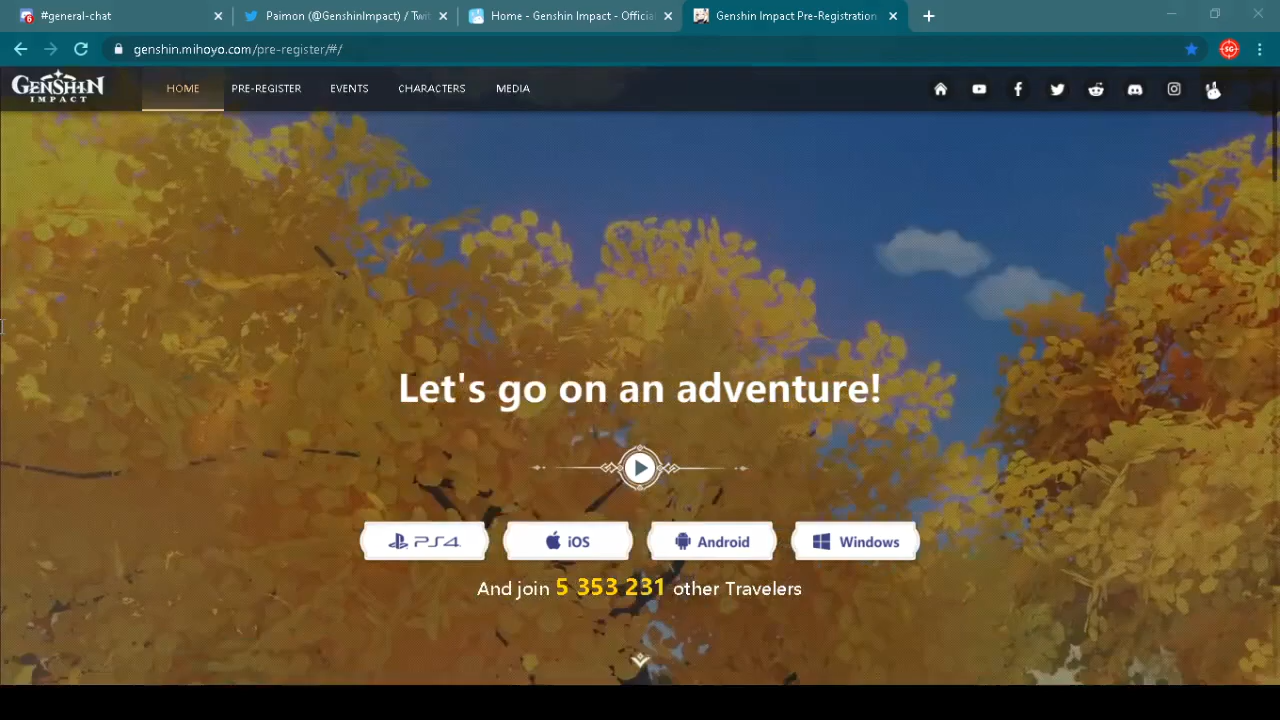 #general-chat
Paimon (@GenshinImpact) / Twi
Home - Genshin Impact - Officia
Genshin Impact Pre-Registration
genshin.mihoyo.com/pre-register/#/
GENSHIN
IMPACT
HOME
PRE-REGISTER
EVENTS
CHARACTERS
MEDIA
Let's go on an adventure!
PS4
iOS
Android
Windows
And join 5 353 231 other Travelers